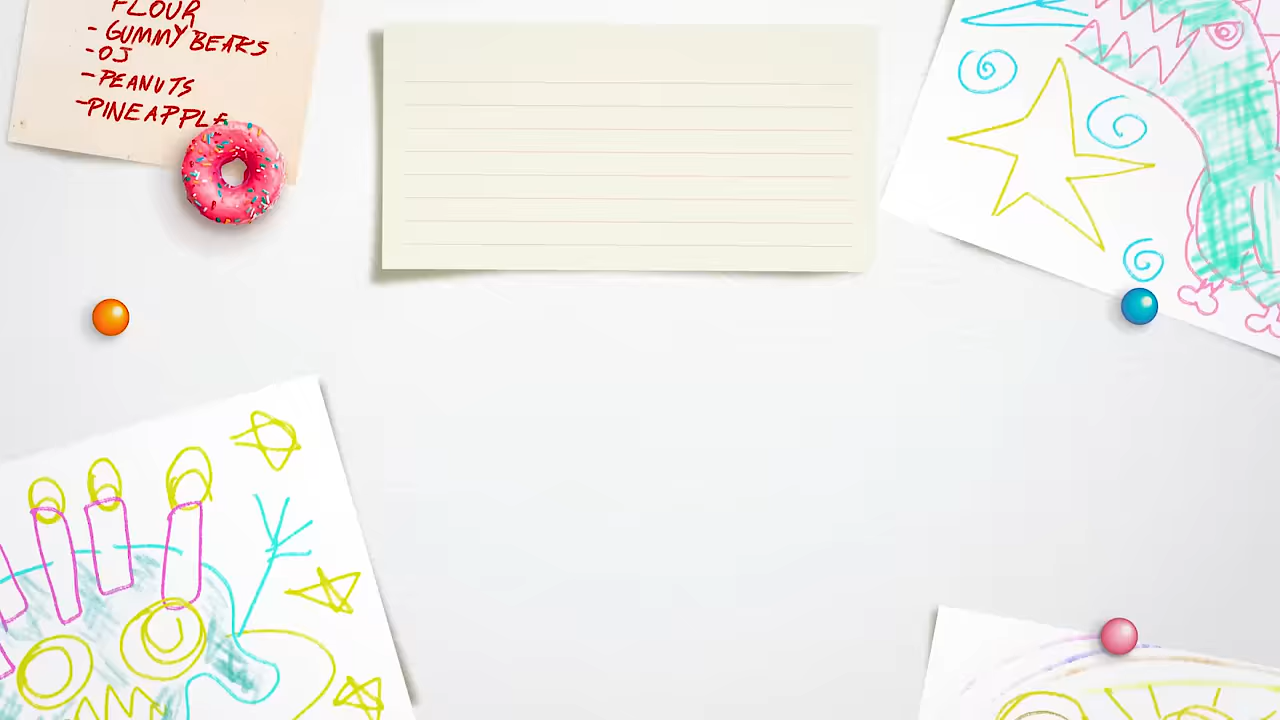 FLOUR
- GUMMY BEARS
- OJ
- PEANUTS
- PINEAPPLE